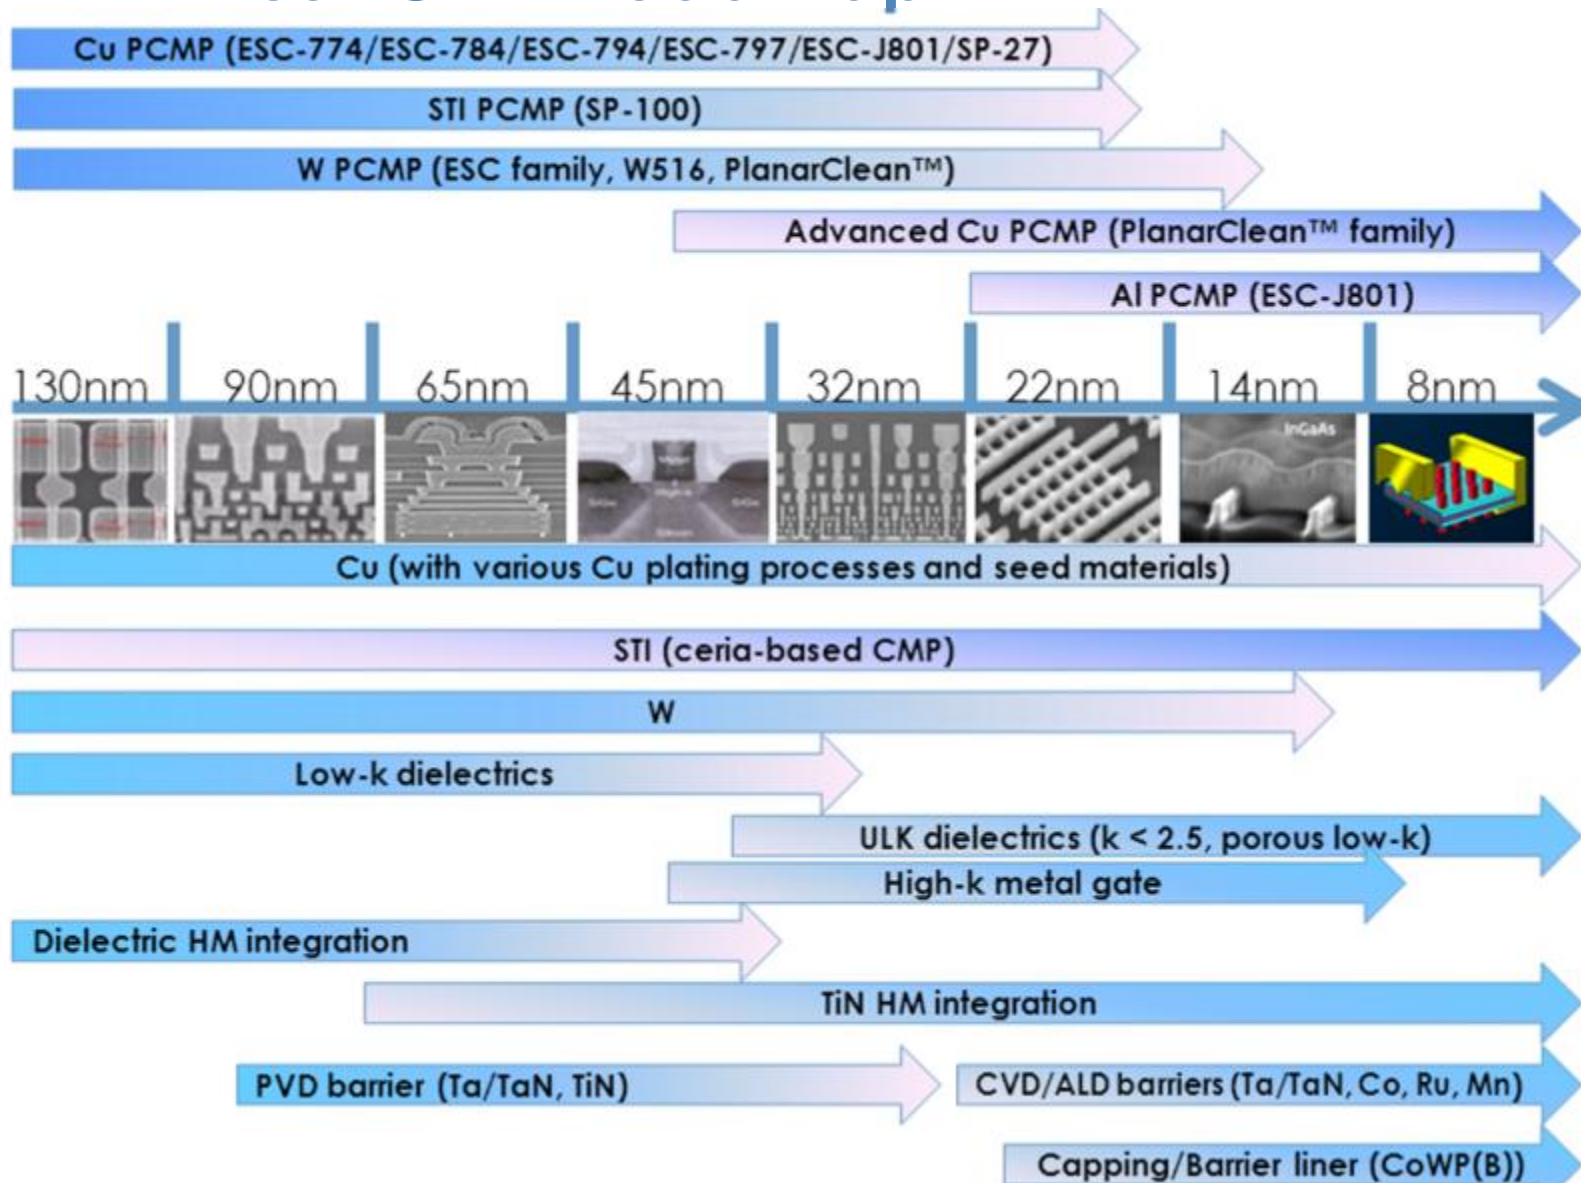 Cu PCMP (ESC-774/ESC-784/ESC-794/ESC-797/ESC-J801/SP-27)
STI PCMP (SP-100)
W PCMP (ESC family, W516, PlanarClean™)
Advanced Cu PCMP (PlanarClean™ family)
Al PCMP (ESC-J801)
130nm 90nm 65nm 45nm 32nm 22nm 14nm 8nm
InGaAs
Cu (with various Cu plating processes and seed materials)
STI (ceria-based CMP)
W
Low-k dielectrics
ULK dielectrics (k < 2.5, porous low-k)
High-k metal gate
Dielectric HM integration
TiN HM integration
PVD barrier (Ta/TaN, TiN)
CVD/ALD barriers (Ta/TaN, Co, Ru, Mn)
Capping/Barrier liner (CoWP(B))